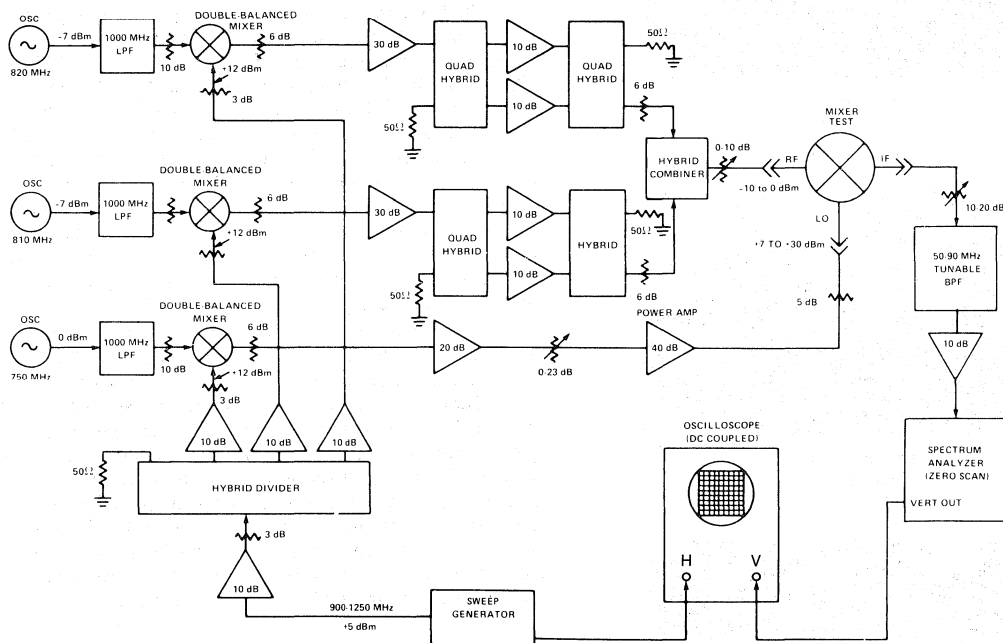 OSC
-7 dBm
820 MHz
1000 MHz
LPF
10 dB
DOUBLE-BALANCED
MIXER
6 dB
+12 dBm
3 dB
30 dB
QUAD
HYBRID
50Ω
10 dB
10 dB
QUAD
HYBRID
50Ω
6 dB
HYBRID
COMBINER
0-10 dB
RF
-10 to 0 dBm
MIXER
TEST
IF
LO
+7 TO +30 dBm
5 dB
10-20 dB
50-90 MHz
TUNABLE
BPF
10 dB
SPECTRUM
ANALYZER
(ZERO SCAN)
VERT OUT
OSC
-7 dBm
810 MHz
1000 MHz
LPF
DOUBLE-BALANCED
MIXER
6 dB
+12 dBm
30 dB
QUAD
HYBRID
50Ω
10 dB
10 dB
HYBRID
50Ω
6 dB
OSC
0 dBm
750 MHz
1000 MHz
LPF
10 dB
DOUBLE-BALANCED
MIXER
6 dB
+12 dBm
3 dB
20 dB
0-23 dB
POWER AMP
40 dB
10 dB
10 dB
10 dB
50Ω
HYBRID DIVIDER
3 dB
10 dB
900-1250 MHz
+5 dBm
SWEEP
GENERATOR
OSCILLOSCOPE
(DC COUPLED)
H
V